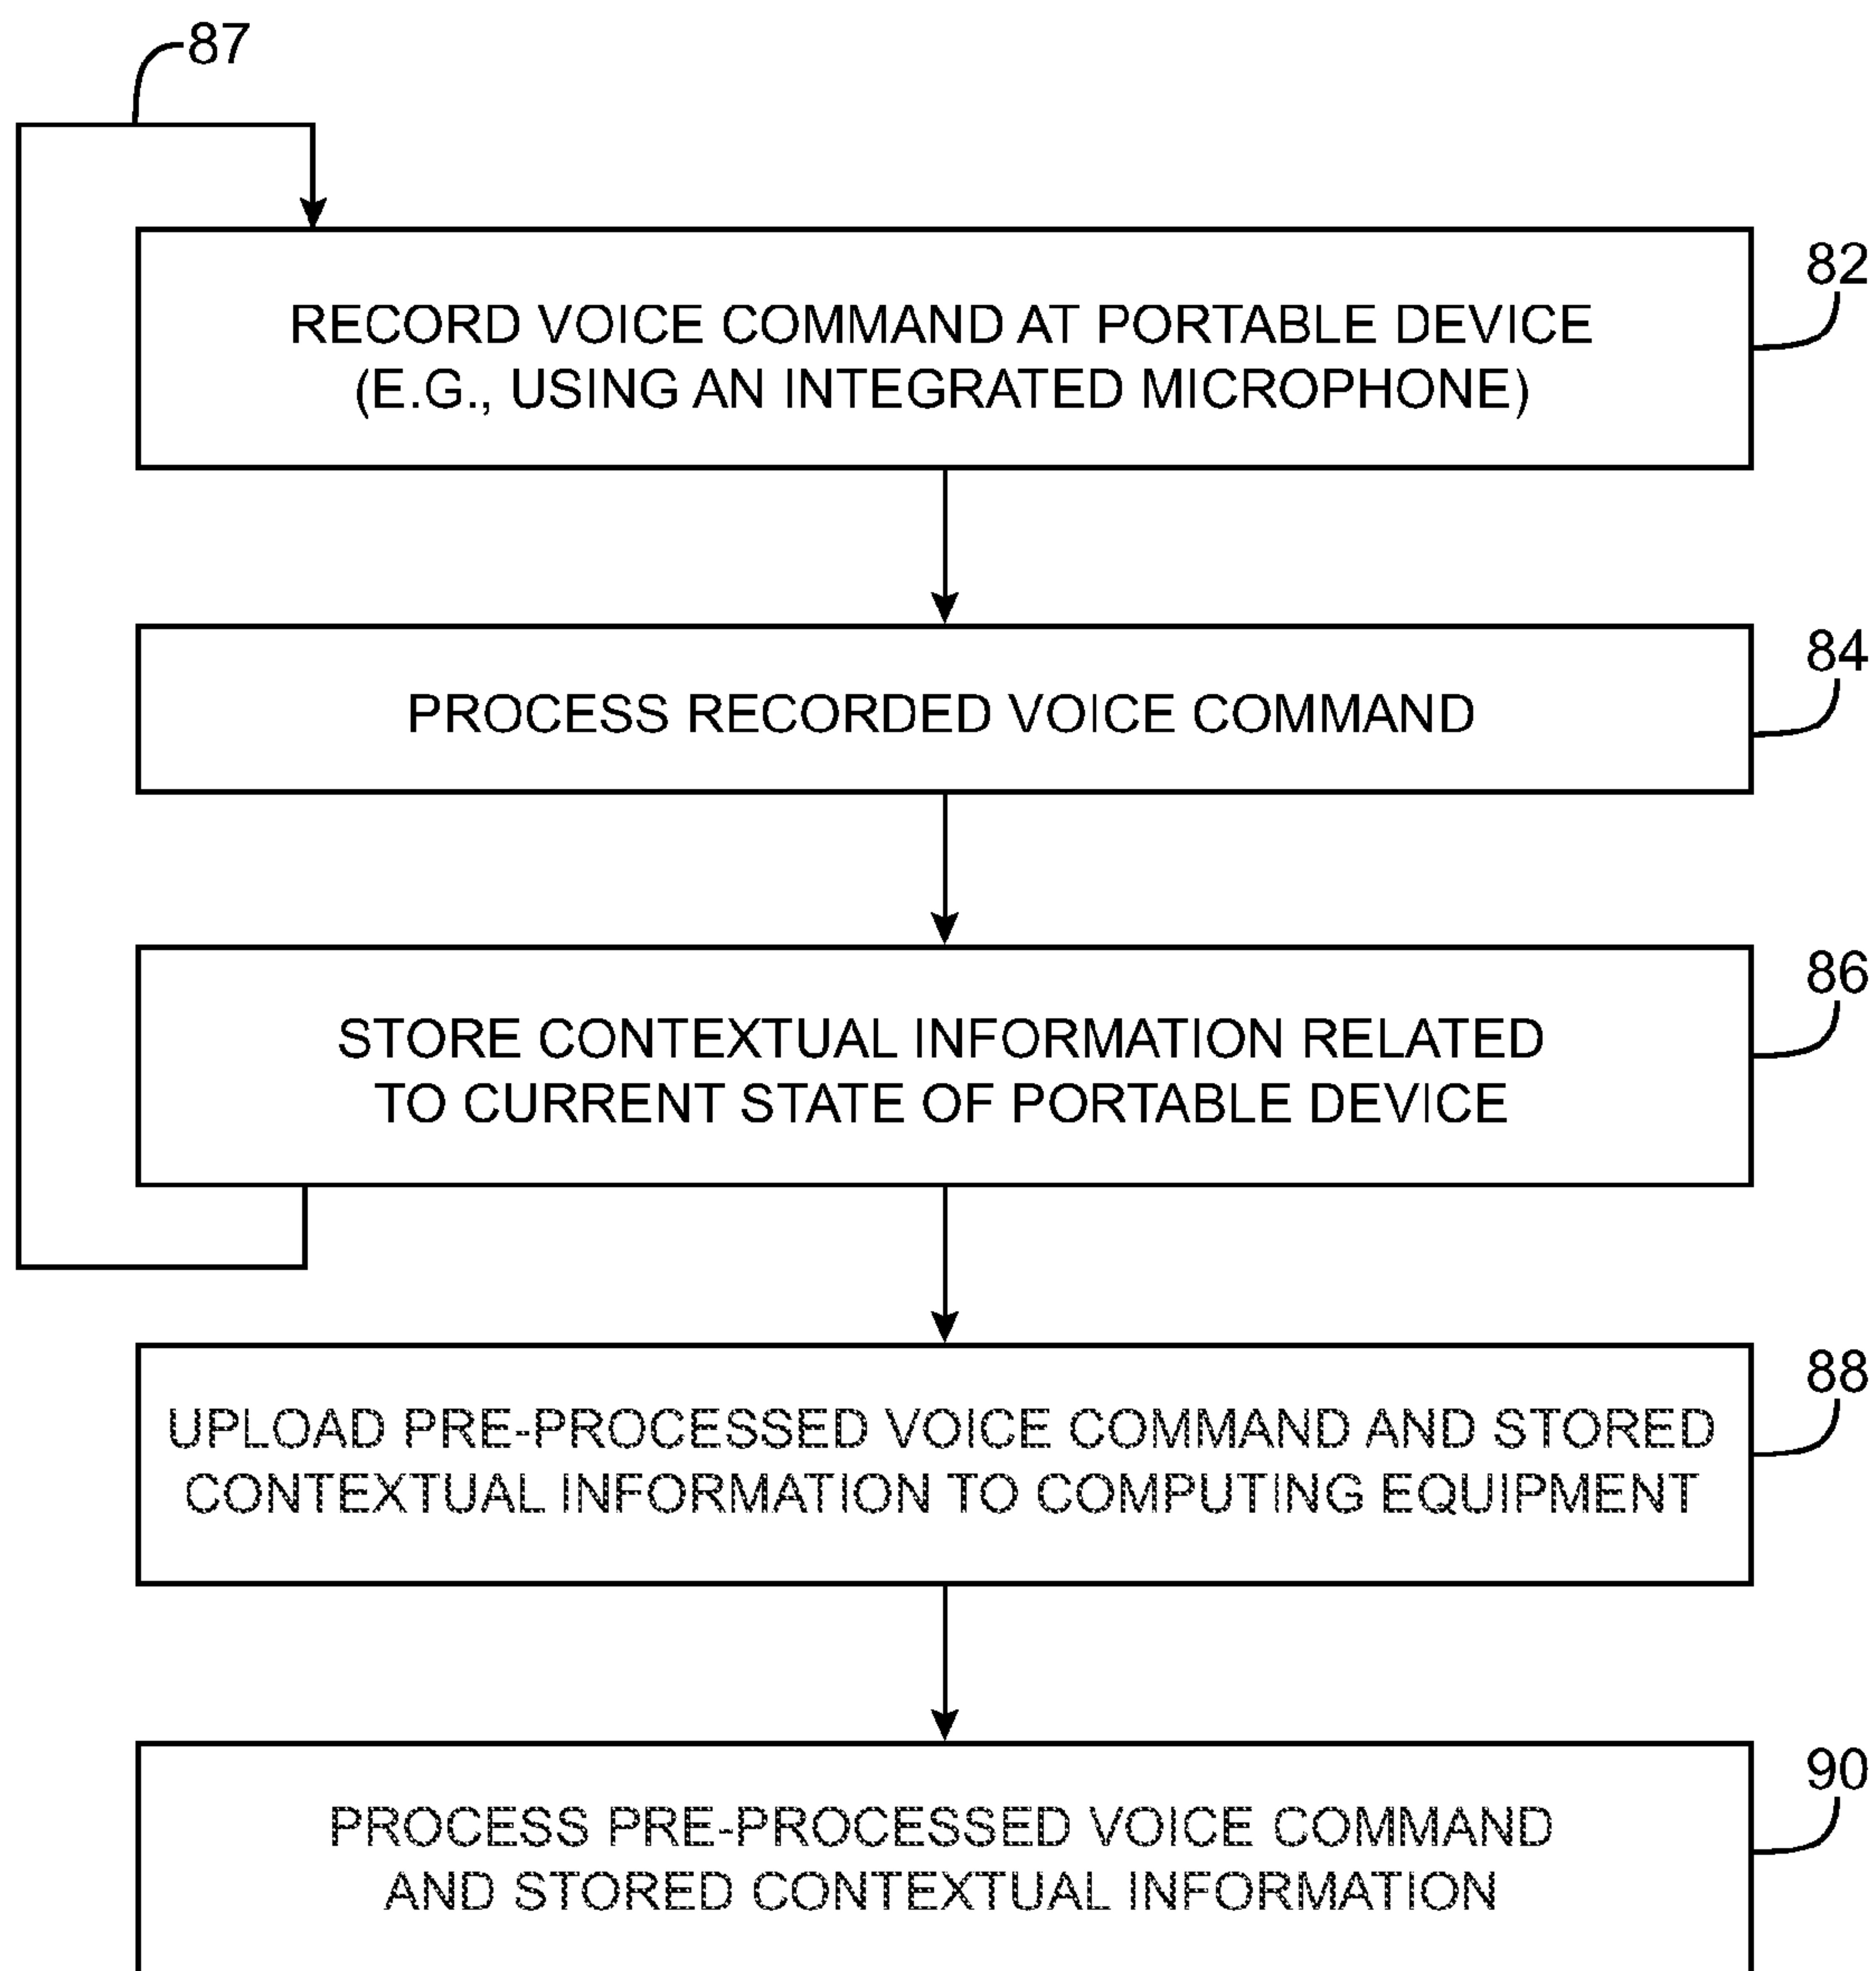 87
82
RECORD VOICE COMMAND AT PORTABLE DEVICE
(E.G., USING AN INTEGRATED MICROPHONE)
84
PROCESS RECORDED VOICE COMMAND
86
STORE CONTEXTUAL INFORMATION RELATED
TO CURRENT STATE OF PORTABLE DEVICE
88
UPLOAD PRE-PROCESSED VOICE COMMAND AND STORED
CONTEXTUAL INFORMATION TO COMPUTING EQUIPMENT
90
PROCESS PRE-PROCESSED VOICE COMMAND
AND STORED CONTEXTUAL INFORMATION